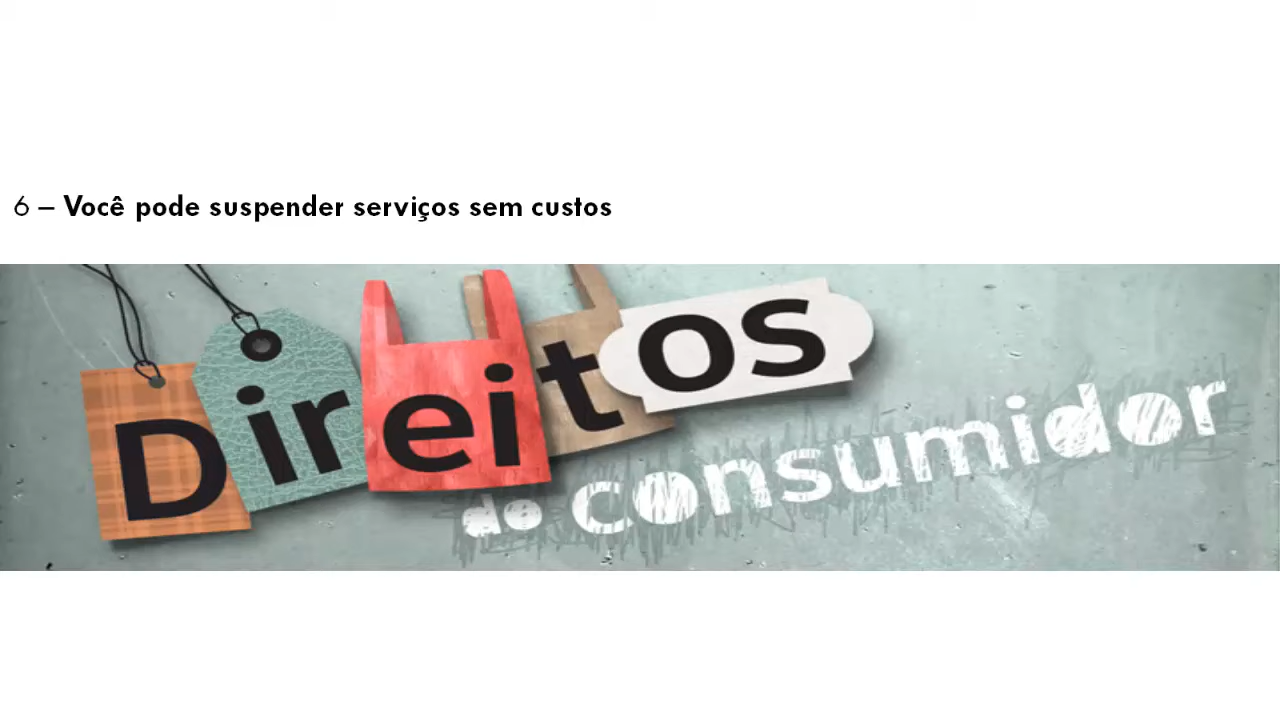 6 – Você pode suspender serviços sem custos
Direitos
do consumidor